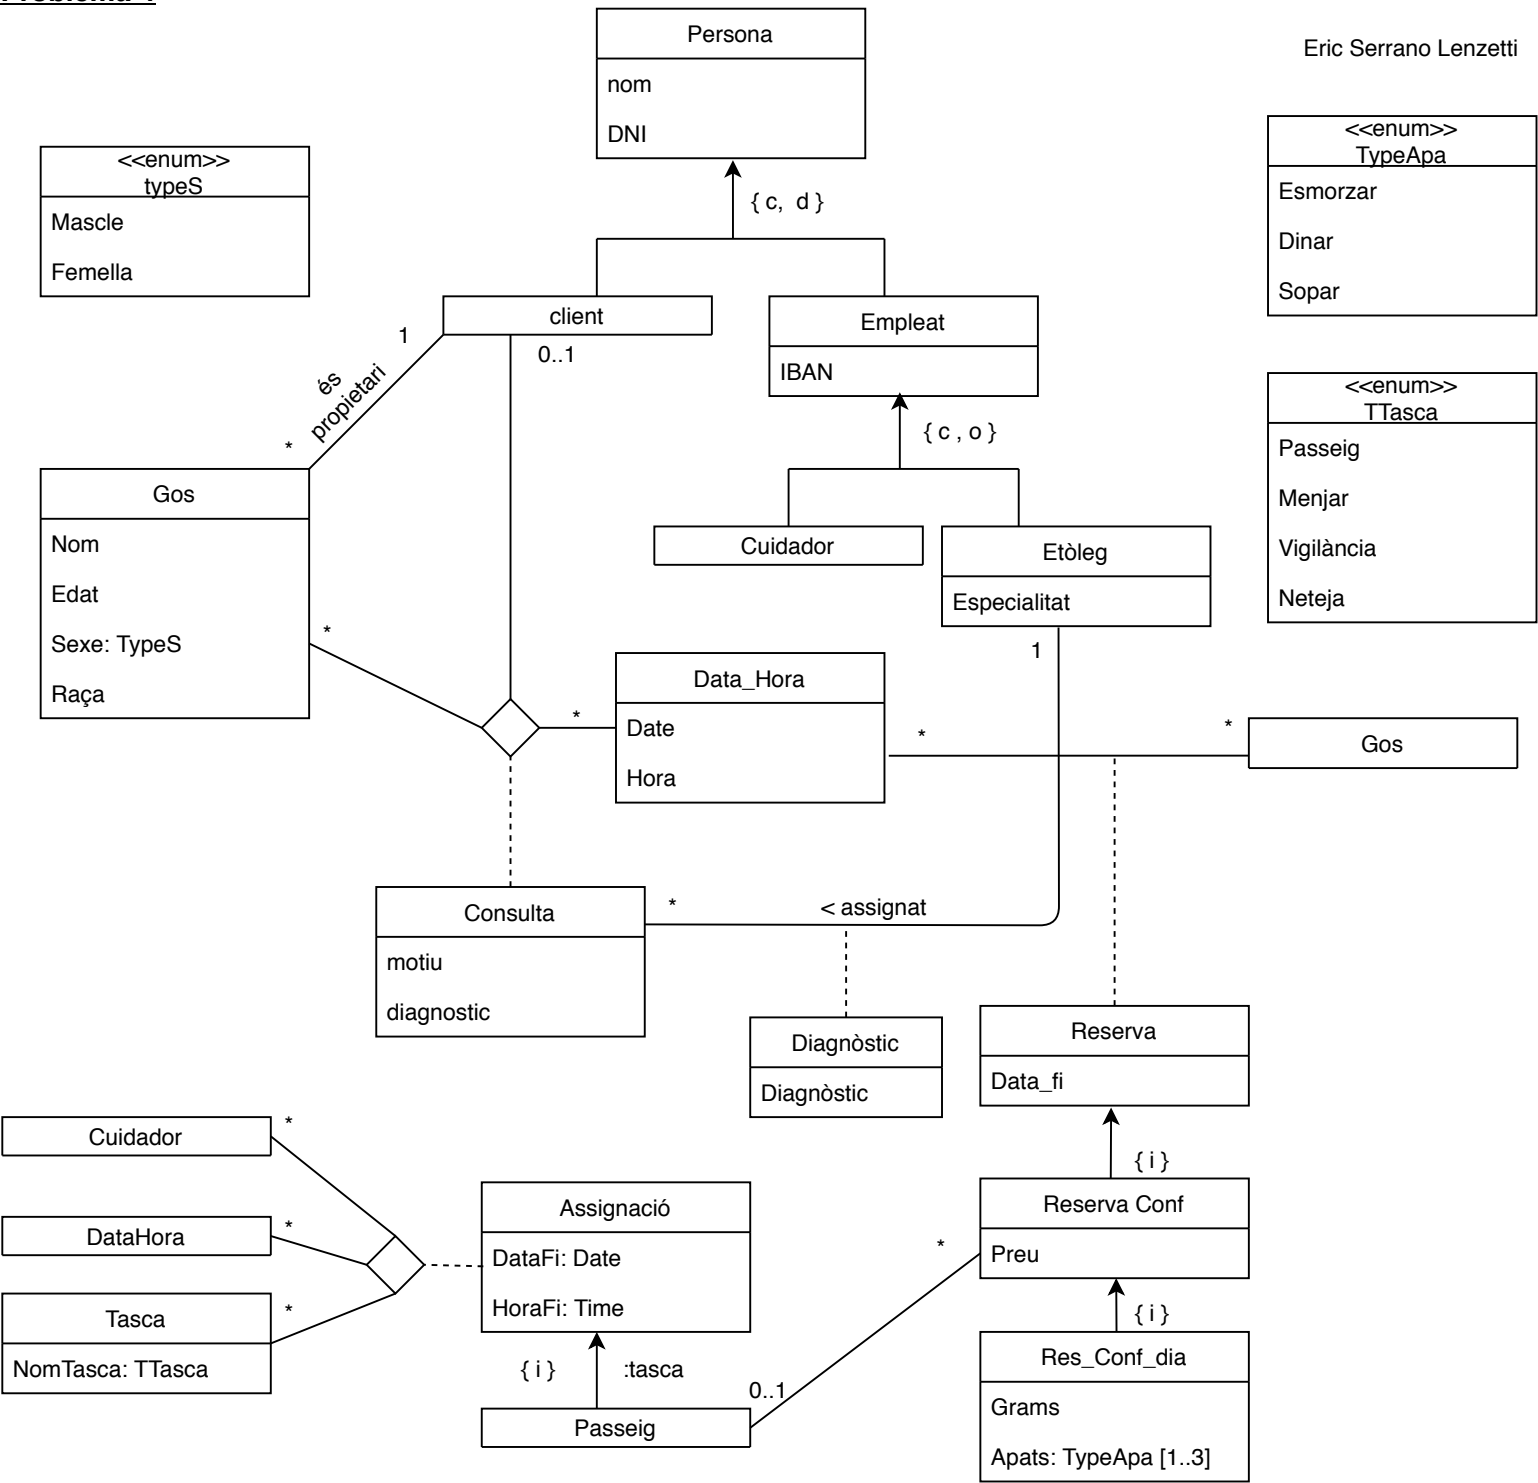 Problema 1
Eric Serrano Lenzetti
Persona
nom
DNI
<<enum>>
typeS
Mascle
Femella
<<enum>>
TypeApa
Esmorzar
Dinar
Sopar
{ c, d }
client
1
0..1
és
propietari
*
Empleat
IBAN
{ c , o }
<<enum>>
TTasca
Passeig
Menjar
Vigilància
Neteja
Gos
Nom
Edat
Sexe: TypeS
Raça
*
Cuidador
Etòleg
Especialitat
1
Data_Hora
Date
Hora
*
*
*
Gos
Consulta
motiu
diagnostic
*
< assignat
Diagnòstic
Diagnòstic
Reserva
Data_fi
{ i }
Reserva Conf
Preu
*
{ i }
Res_Conf_dia
Grams
Apats: TypeApa [1..3]
Cuidador
*
DataHora
*
Tasca
*
NomTasca: TTasca
Assignació
DataFi: Date
HoraFi: Time
{ i }
:tasca
0..1
Passeig